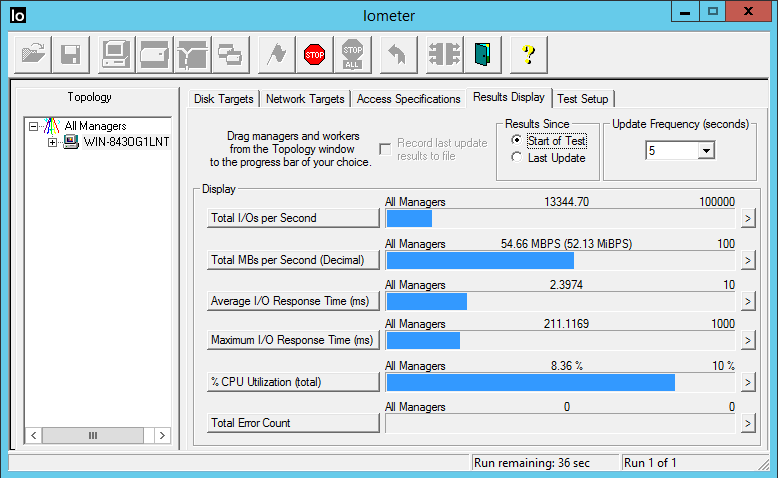 Io
Iometer
STOP
STOP
ALL
?
Topology
All Managers
WIN-843OG1LNT
Disk Targets
Network Targets
Access Specifications
Results Display
Test Setup
Drag managers and workers
from the Topology window
to the progress bar of your choice.
Record last update
results to file
Results Since
Start of Test
Last Update
Update Frequency (seconds)
5
Display
All Managers 13344.70 100000
Total I/Os per Second
>
All Managers 54.66 MBPS (52.13 MiBPS) 100
Total MBs per Second (Decimal)
>
All Managers 2.3974 10
Average I/O Response Time (ms)
>
All Managers 211.1169 1000
Maximum I/O Response Time (ms)
>
All Managers 8.36 % 10 %
% CPU Utilization (total)
>
All Managers 0 0
Total Error Count
>
Run remaining: 36 sec
Run 1 of 1